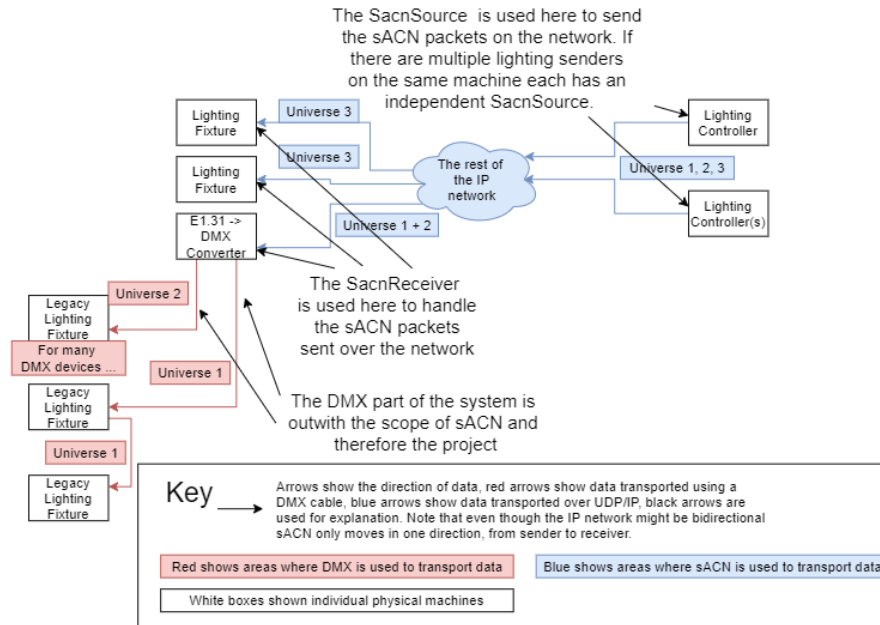 The SacnSource is used here to send
the sACN packets on the network. If
there are multiple lighting senders
on the same machine each has an
independent SacnSource.
Lighting
Fixture
Universe 3
Lighting
Controller
Lighting
Fixture
Universe 3
The rest of
the IP
network
Universe 1, 2, 3
Lighting
Controller(s)
E1.31 ->
DMX
Converter
Universe 1 + 2
The SacnReceiver
is used here to handle
the sACN packets
sent over the network
Universe 2
Legacy
Lighting
Fixture
For many
DMX devices ...
Universe 1
Legacy
Lighting
Fixture
The DMX part of the system is
outwith the scope of sACN and
therefore the project
Universe 1
Legacy
Lighting
Fixture
Key
Arrows show the direction of data, red arrows show data transported using a
DMX cable, blue arrows show data transported over UDP/IP, black arrows are
used for explanation. Note that even though the IP network might be bidirectional
sACN only moves in one direction, from sender to receiver.
Red shows areas where DMX is used to transport data
Blue shows areas where sACN is used to transport data
White boxes shown individual physical machines